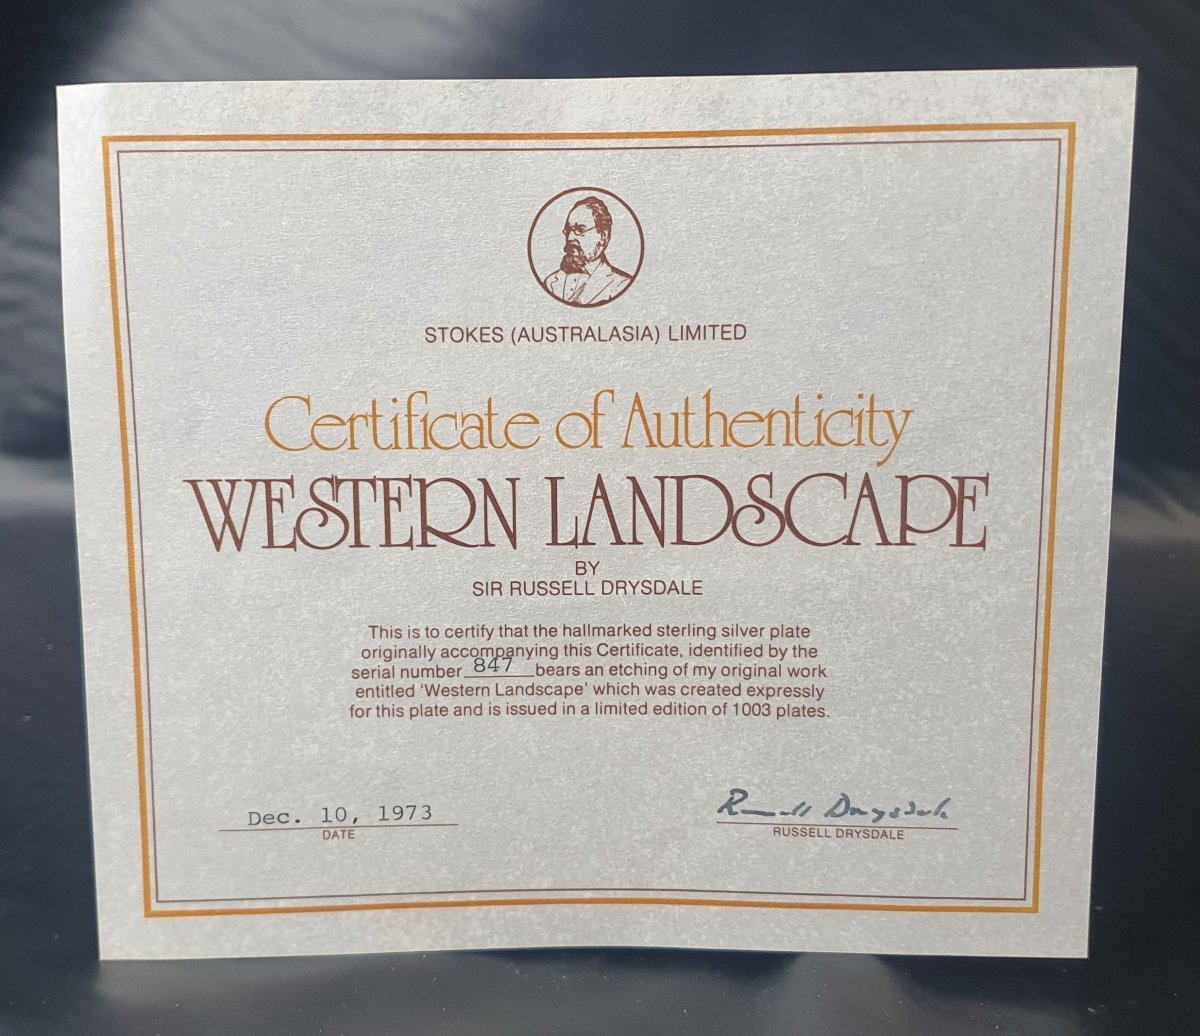 STOKES (AUSTRALASIA) LIMITED
Certificate of Authenticity
WESTERN LANDSCAPE
BY
SIR RUSSELL DRYSDALE
This is to certify that the hallmarked sterling silver plate
originally accompanying this Certificate, identified by the
serial number 847 bears an etching of my original work
entitled 'Western Landscape' which was created expressly
for this plate and is issued in a limited edition of 1003 plates.
Dec. 10, 1973
DATE
Russell Drysdale
RUSSELL DRYSDALE